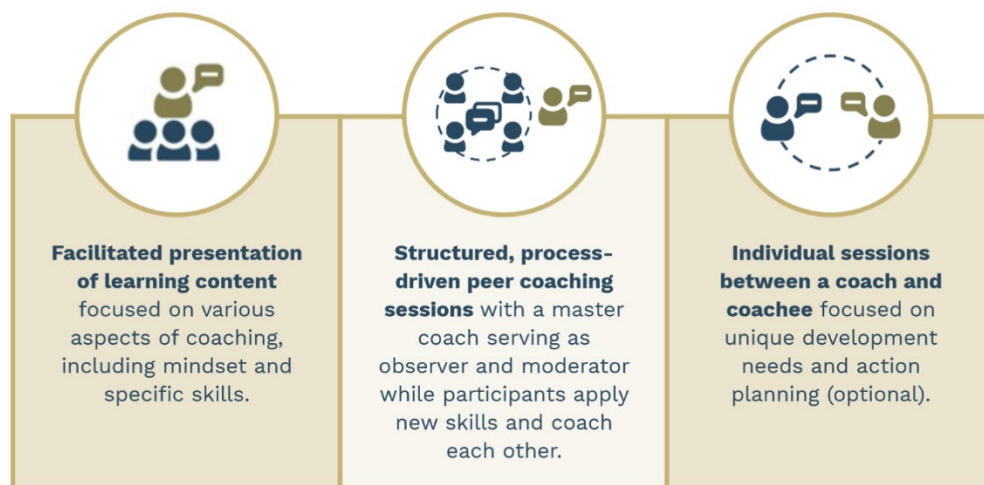 Facilitated presentation
of learning content
focused on various
aspects of coaching,
including mindset and
specific skills.
Structured, process-
driven peer coaching
sessions with a master
coach serving as
observer and moderator
while participants apply
new skills and coach
each other.
Individual sessions
between a coach and
coachee focused on
unique development
needs and action
planning (optional).